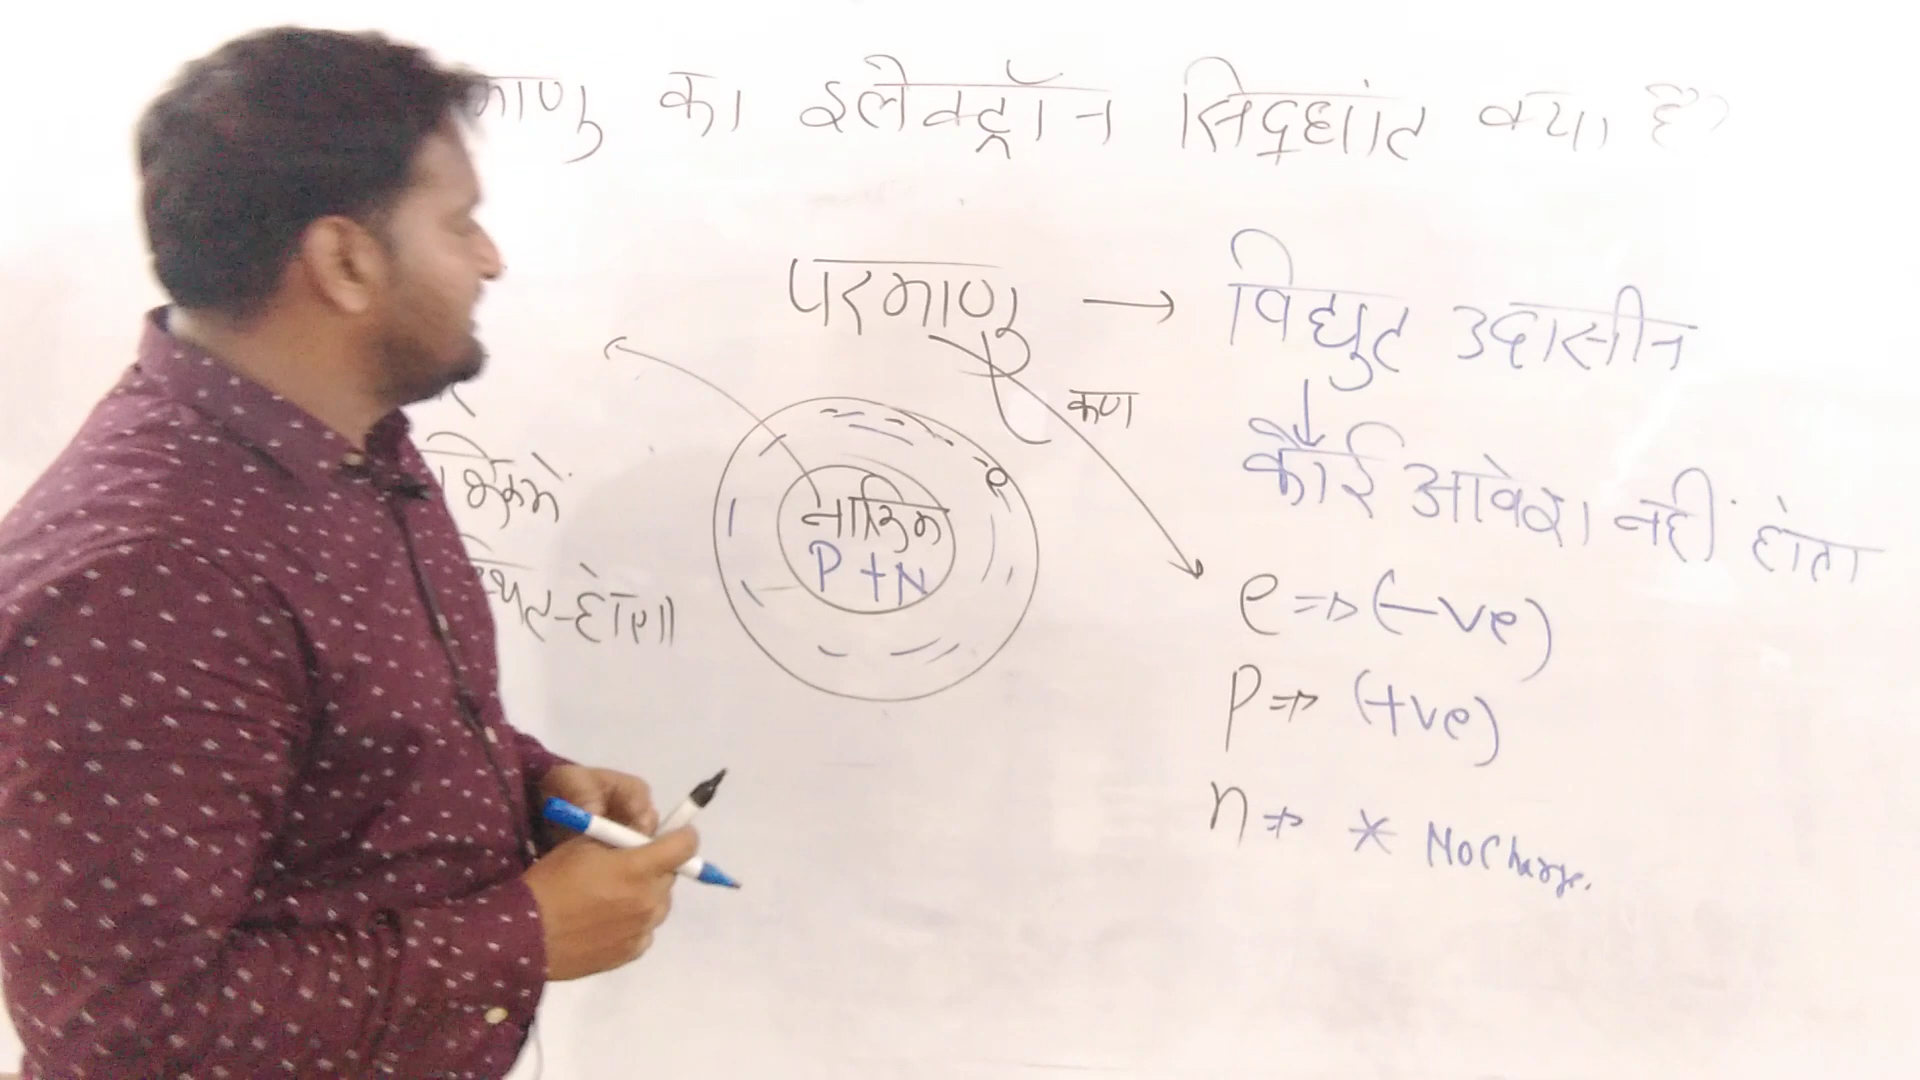 माणु का इलेक्ट्रॉन सिद्धांत क्या है?
परमाणु → विद्युत उदासीन
कण
कोई आवेश नहीं होता
e
नाभिक
P+N
e => (-ve)
P => (+ve)
n => * No Charge.